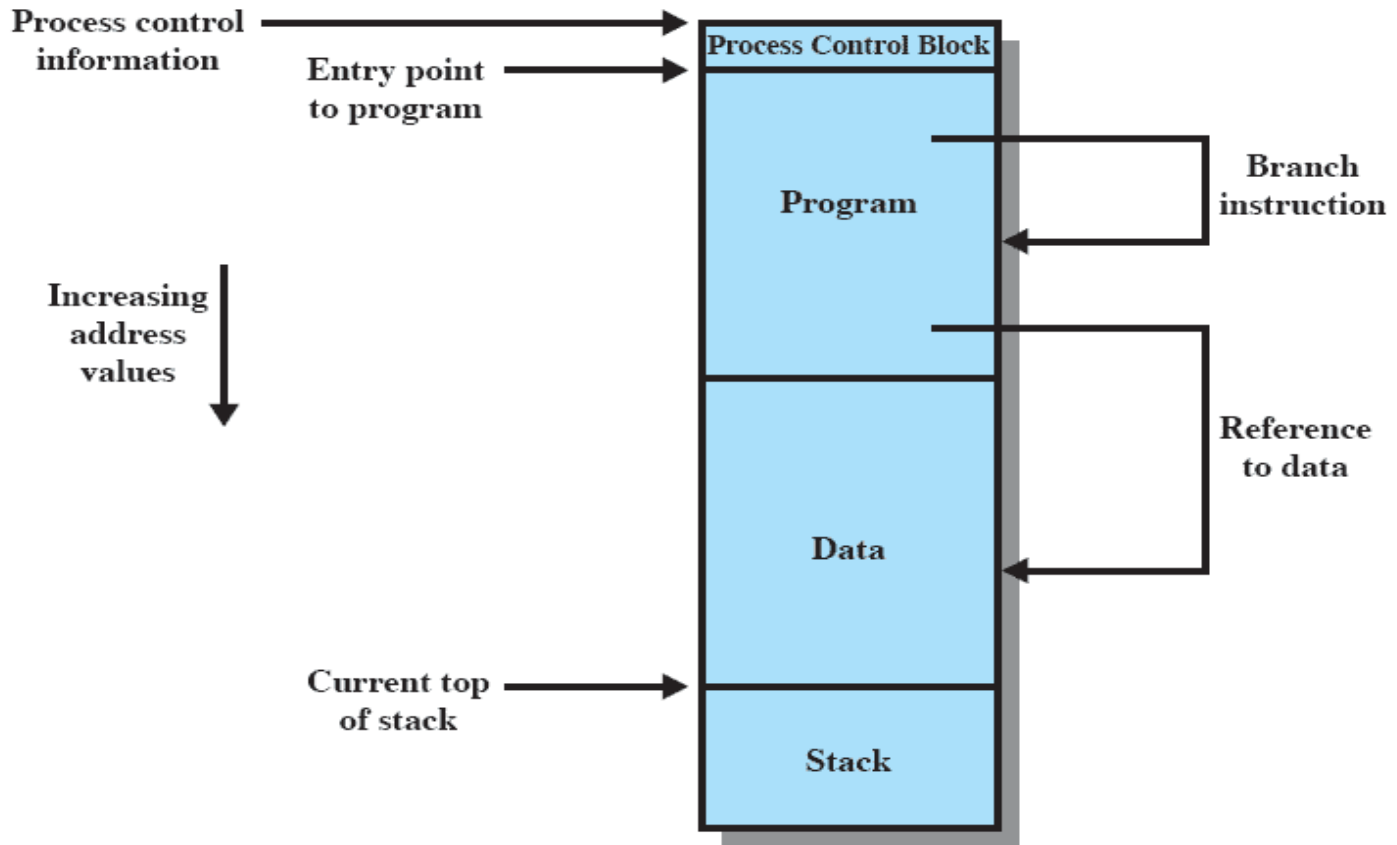 Process control
information
Process Control Block
Entry point
to program
Branch
instruction
Program
Increasing
address
values
Reference
to data
Data
Current top
of stack
Stack